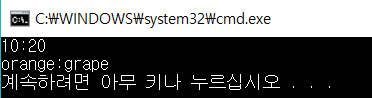 C:₩WINDOWS₩system32₩cmd.exe
10:20
orange:grape
계속하려면 아무 키나 누르십시오 . . .